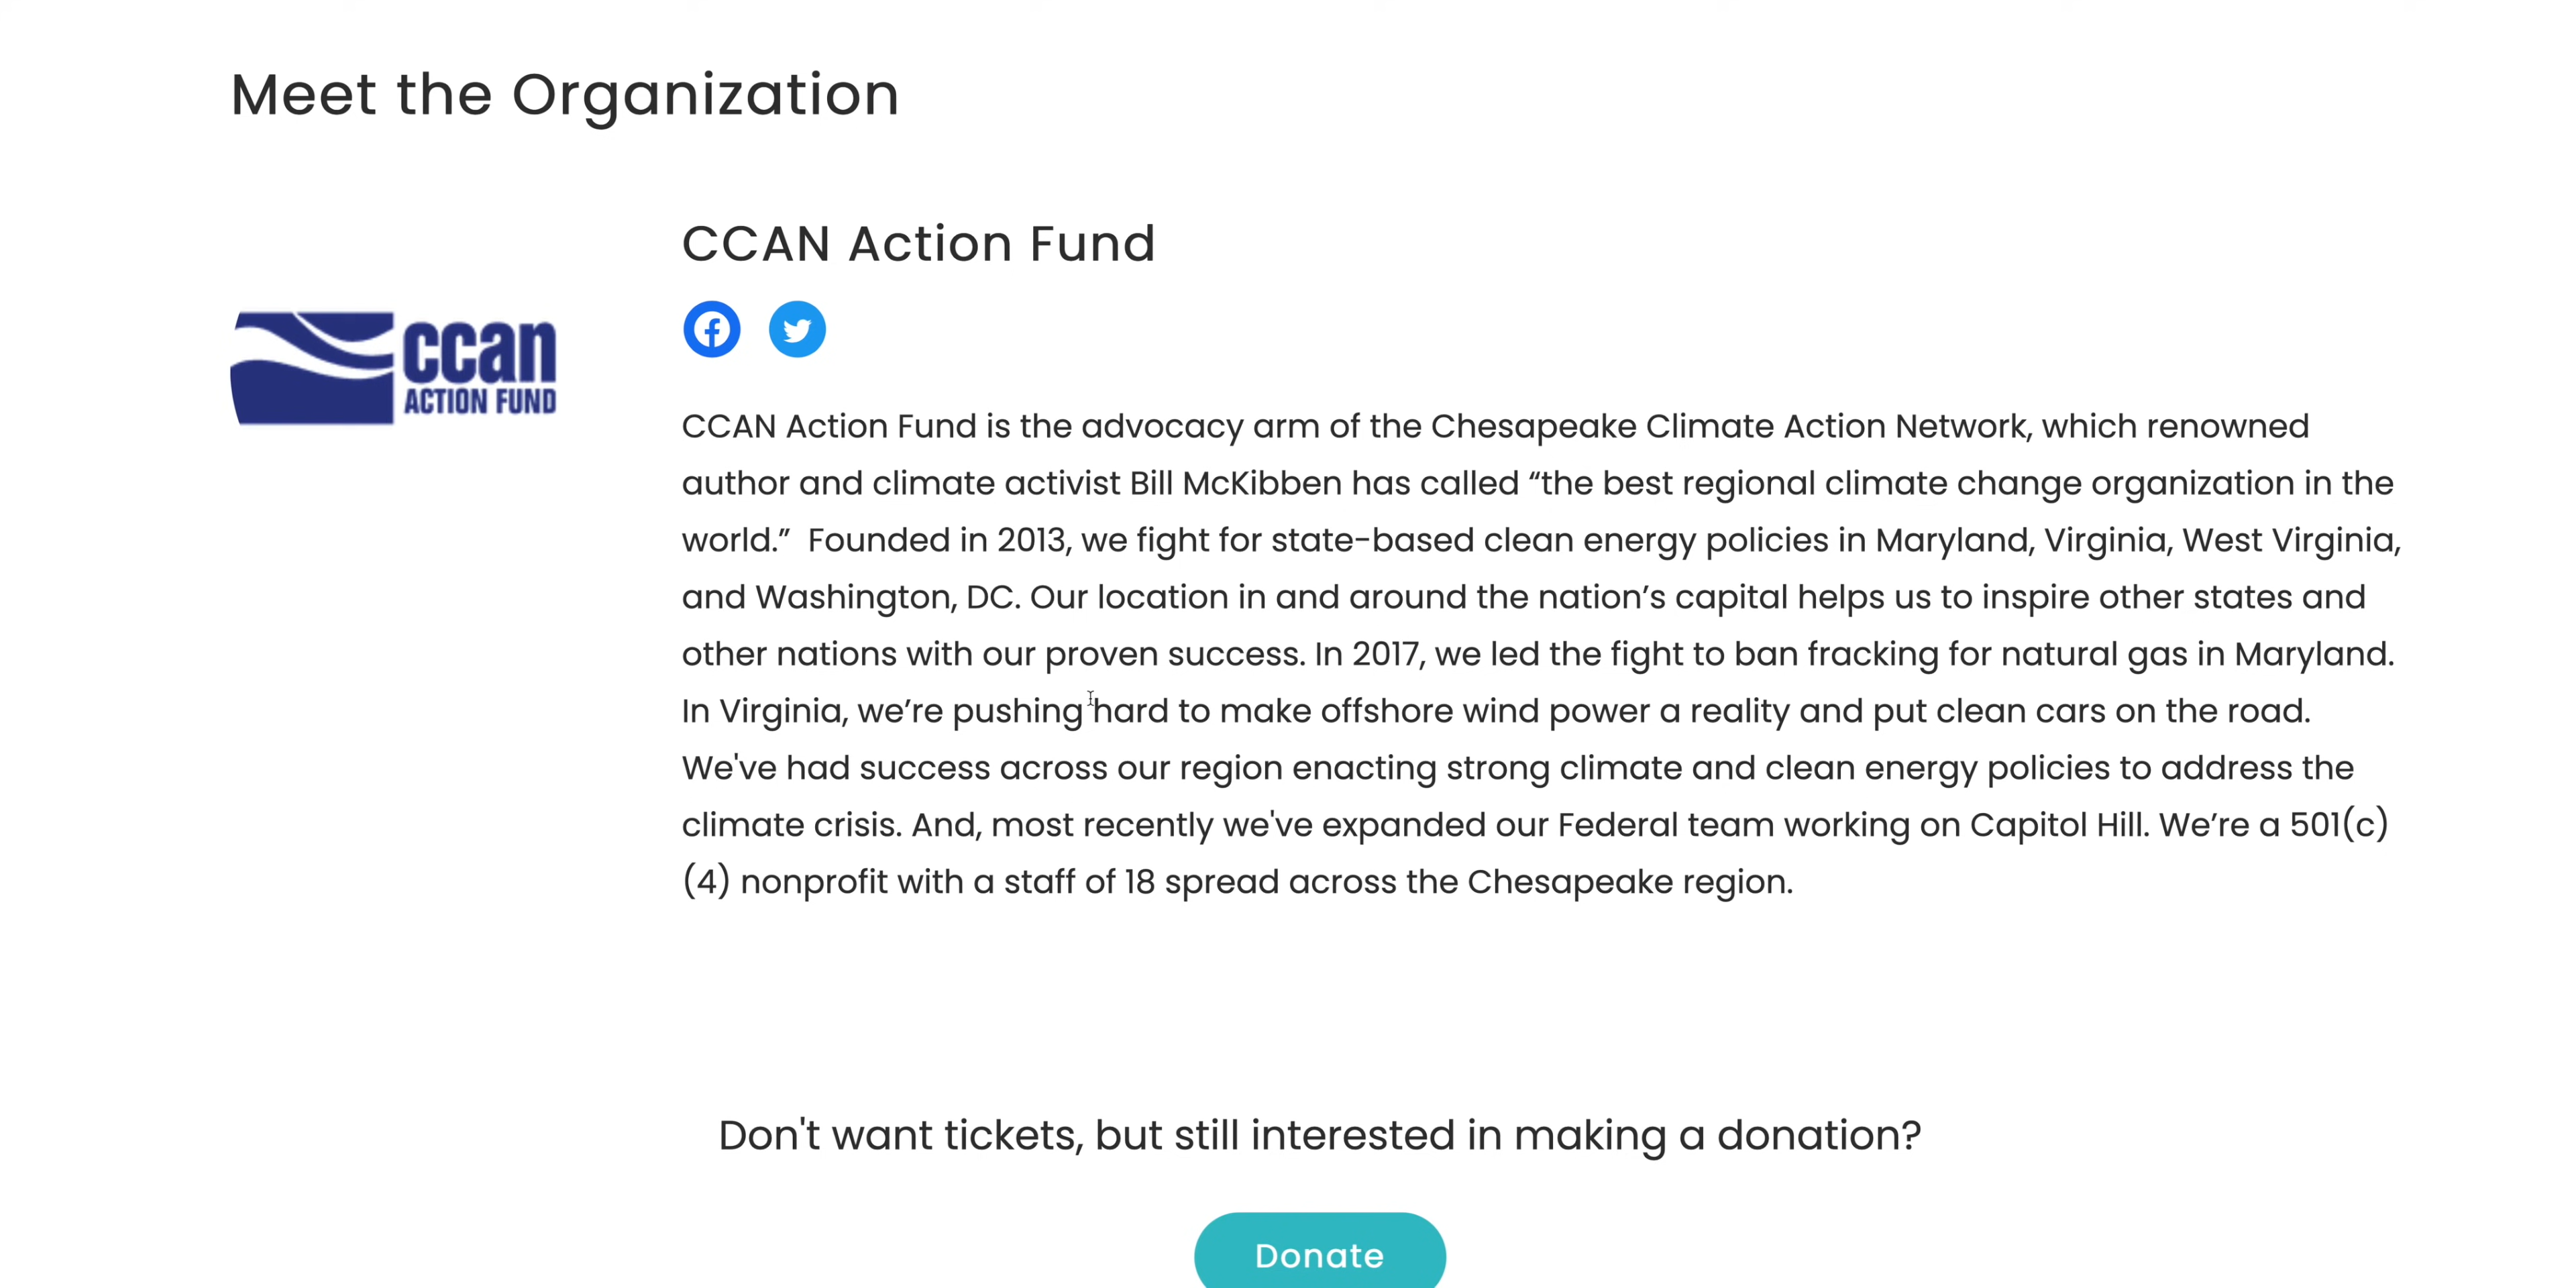 Meet the Organization
CCAN Action Fund
ccan
ACTION FUND
CCAN Action Fund is the advocacy arm of the Chesapeake Climate Action Network, which renowned
author and climate activist Bill McKibben has called “the best regional climate change organization in the
world.”  Founded in 2013, we fight for state-based clean energy policies in Maryland, Virginia, West Virginia,
and Washington, DC. Our location in and around the nation’s capital helps us to inspire other states and
other nations with our proven success. In 2017, we led the fight to ban fracking for natural gas in Maryland.
In Virginia, we’re pushing hard to make offshore wind power a reality and put clean cars on the road.
We've had success across our region enacting strong climate and clean energy policies to address the
climate crisis. And, most recently we've expanded our Federal team working on Capitol Hill. We’re a 501(c)
(4) nonprofit with a staff of 18 spread across the Chesapeake region.
Don't want tickets, but still interested in making a donation?
Donate